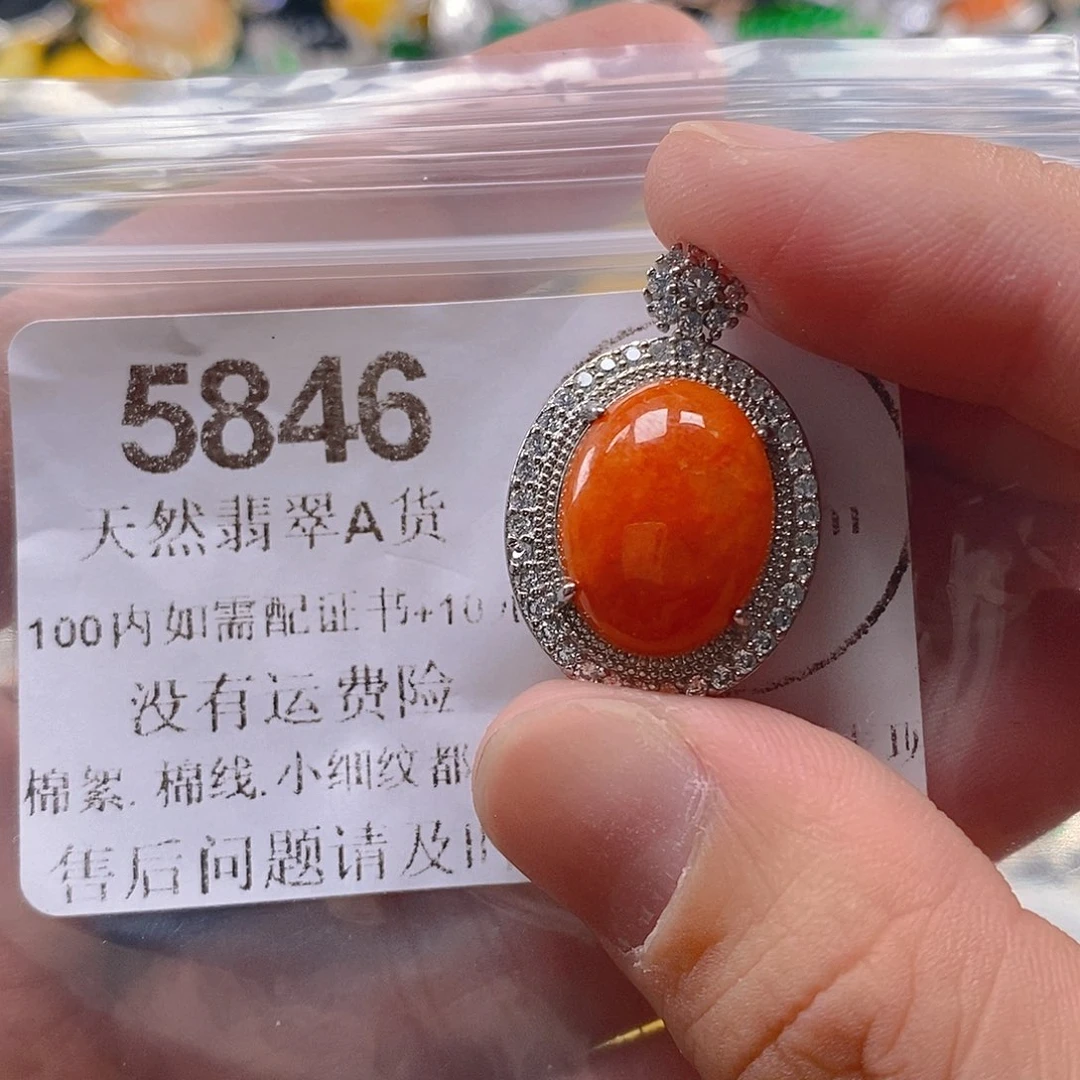 5846
天然翡翠A货
100内如需配证书+10
没有运费险
棉絮.棉线.小细纹都
售后问题请及